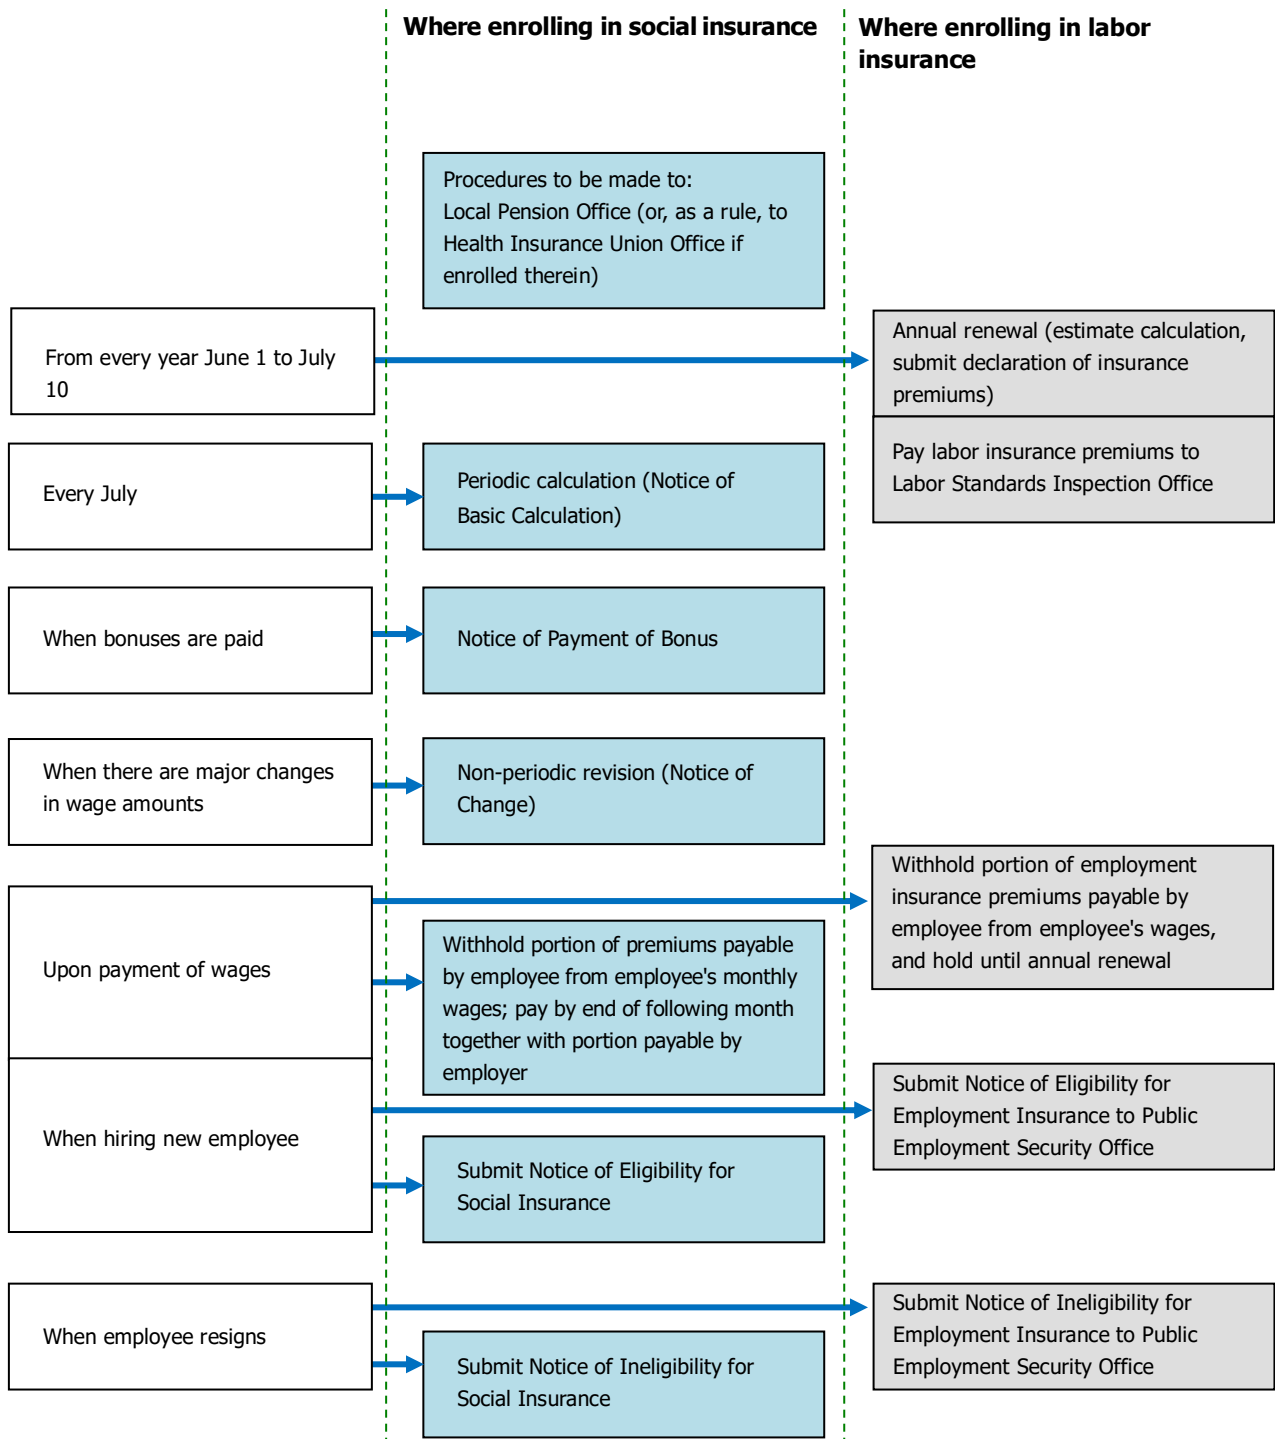 Where enrolling in social insurance
Where enrolling in labor
insurance
Procedures to be made to:
Local Pension Office (or, as a rule, to
Health Insurance Union Office if
enrolled therein)
From every year June 1 to July
10
Annual renewal (estimate calculation,
submit declaration of insurance
premiums)
Every July
Periodic calculation (Notice of
Basic Calculation)
Pay labor insurance premiums to
Labor Standards Inspection Office
When bonuses are paid
Notice of Payment of Bonus
When there are major changes
in wage amounts
Non-periodic revision (Notice of
Change)
Upon payment of wages
Withhold portion of premiums payable
by employee from employee's monthly
wages; pay by end of following month
together with portion payable by
employer
Withhold portion of employment
insurance premiums payable by
employee from employee's wages,
and hold until annual renewal
When hiring new employee
Submit Notice of Eligibility for
Social Insurance
Submit Notice of Eligibility for
Employment Insurance to Public
Employment Security Office
When employee resigns
Submit Notice of Ineligibility for
Social Insurance
Submit Notice of Ineligibility for
Employment Insurance to Public
Employment Security Office